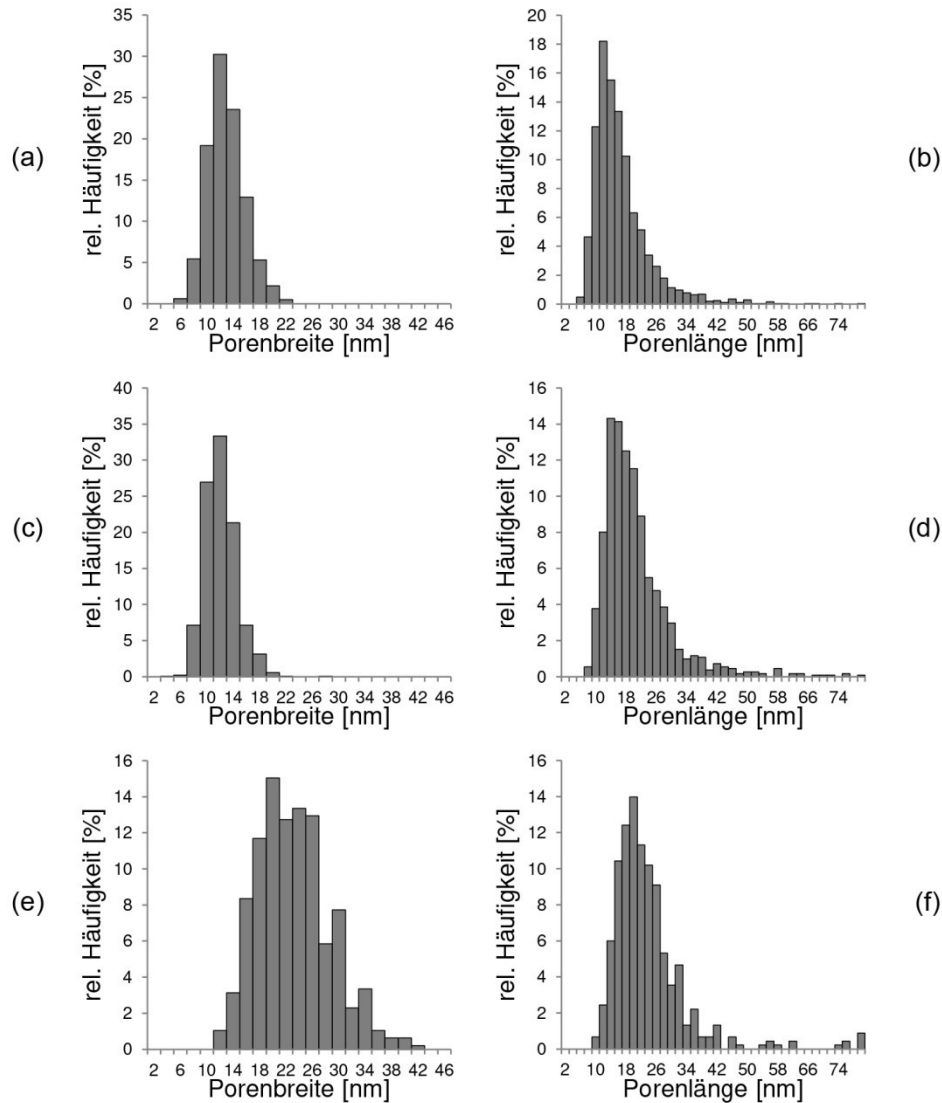 (a)
rel. Häufigkeit [%]
35
30
25
20
15
10
5
0
2 6 10 14 18 22 26 30 34 38 42 46
Porenbreite [nm]
(b)
rel. Häufigkeit [%]
20
18
16
14
12
10
8
6
4
2
0
2 10 18 26 34 42 50 58 66 74
Porenlänge [nm]
(c)
rel. Häufigkeit [%]
40
35
30
25
20
15
10
5
0
2 6 10 14 18 22 26 30 34 38 42 46
Porenbreite [nm]
(d)
rel. Häufigkeit [%]
16
14
12
10
8
6
4
2
0
2 10 18 26 34 42 50 58 66 74
Porenlänge [nm]
(e)
rel. Häufigkeit [%]
16
14
12
10
8
6
4
2
0
2 6 10 14 18 22 26 30 34 38 42 46
Porenbreite [nm]
(f)
rel. Häufigkeit [%]
16
14
12
10
8
6
4
2
0
2 10 18 26 34 42 50 58 66 74
Porenlänge [nm]